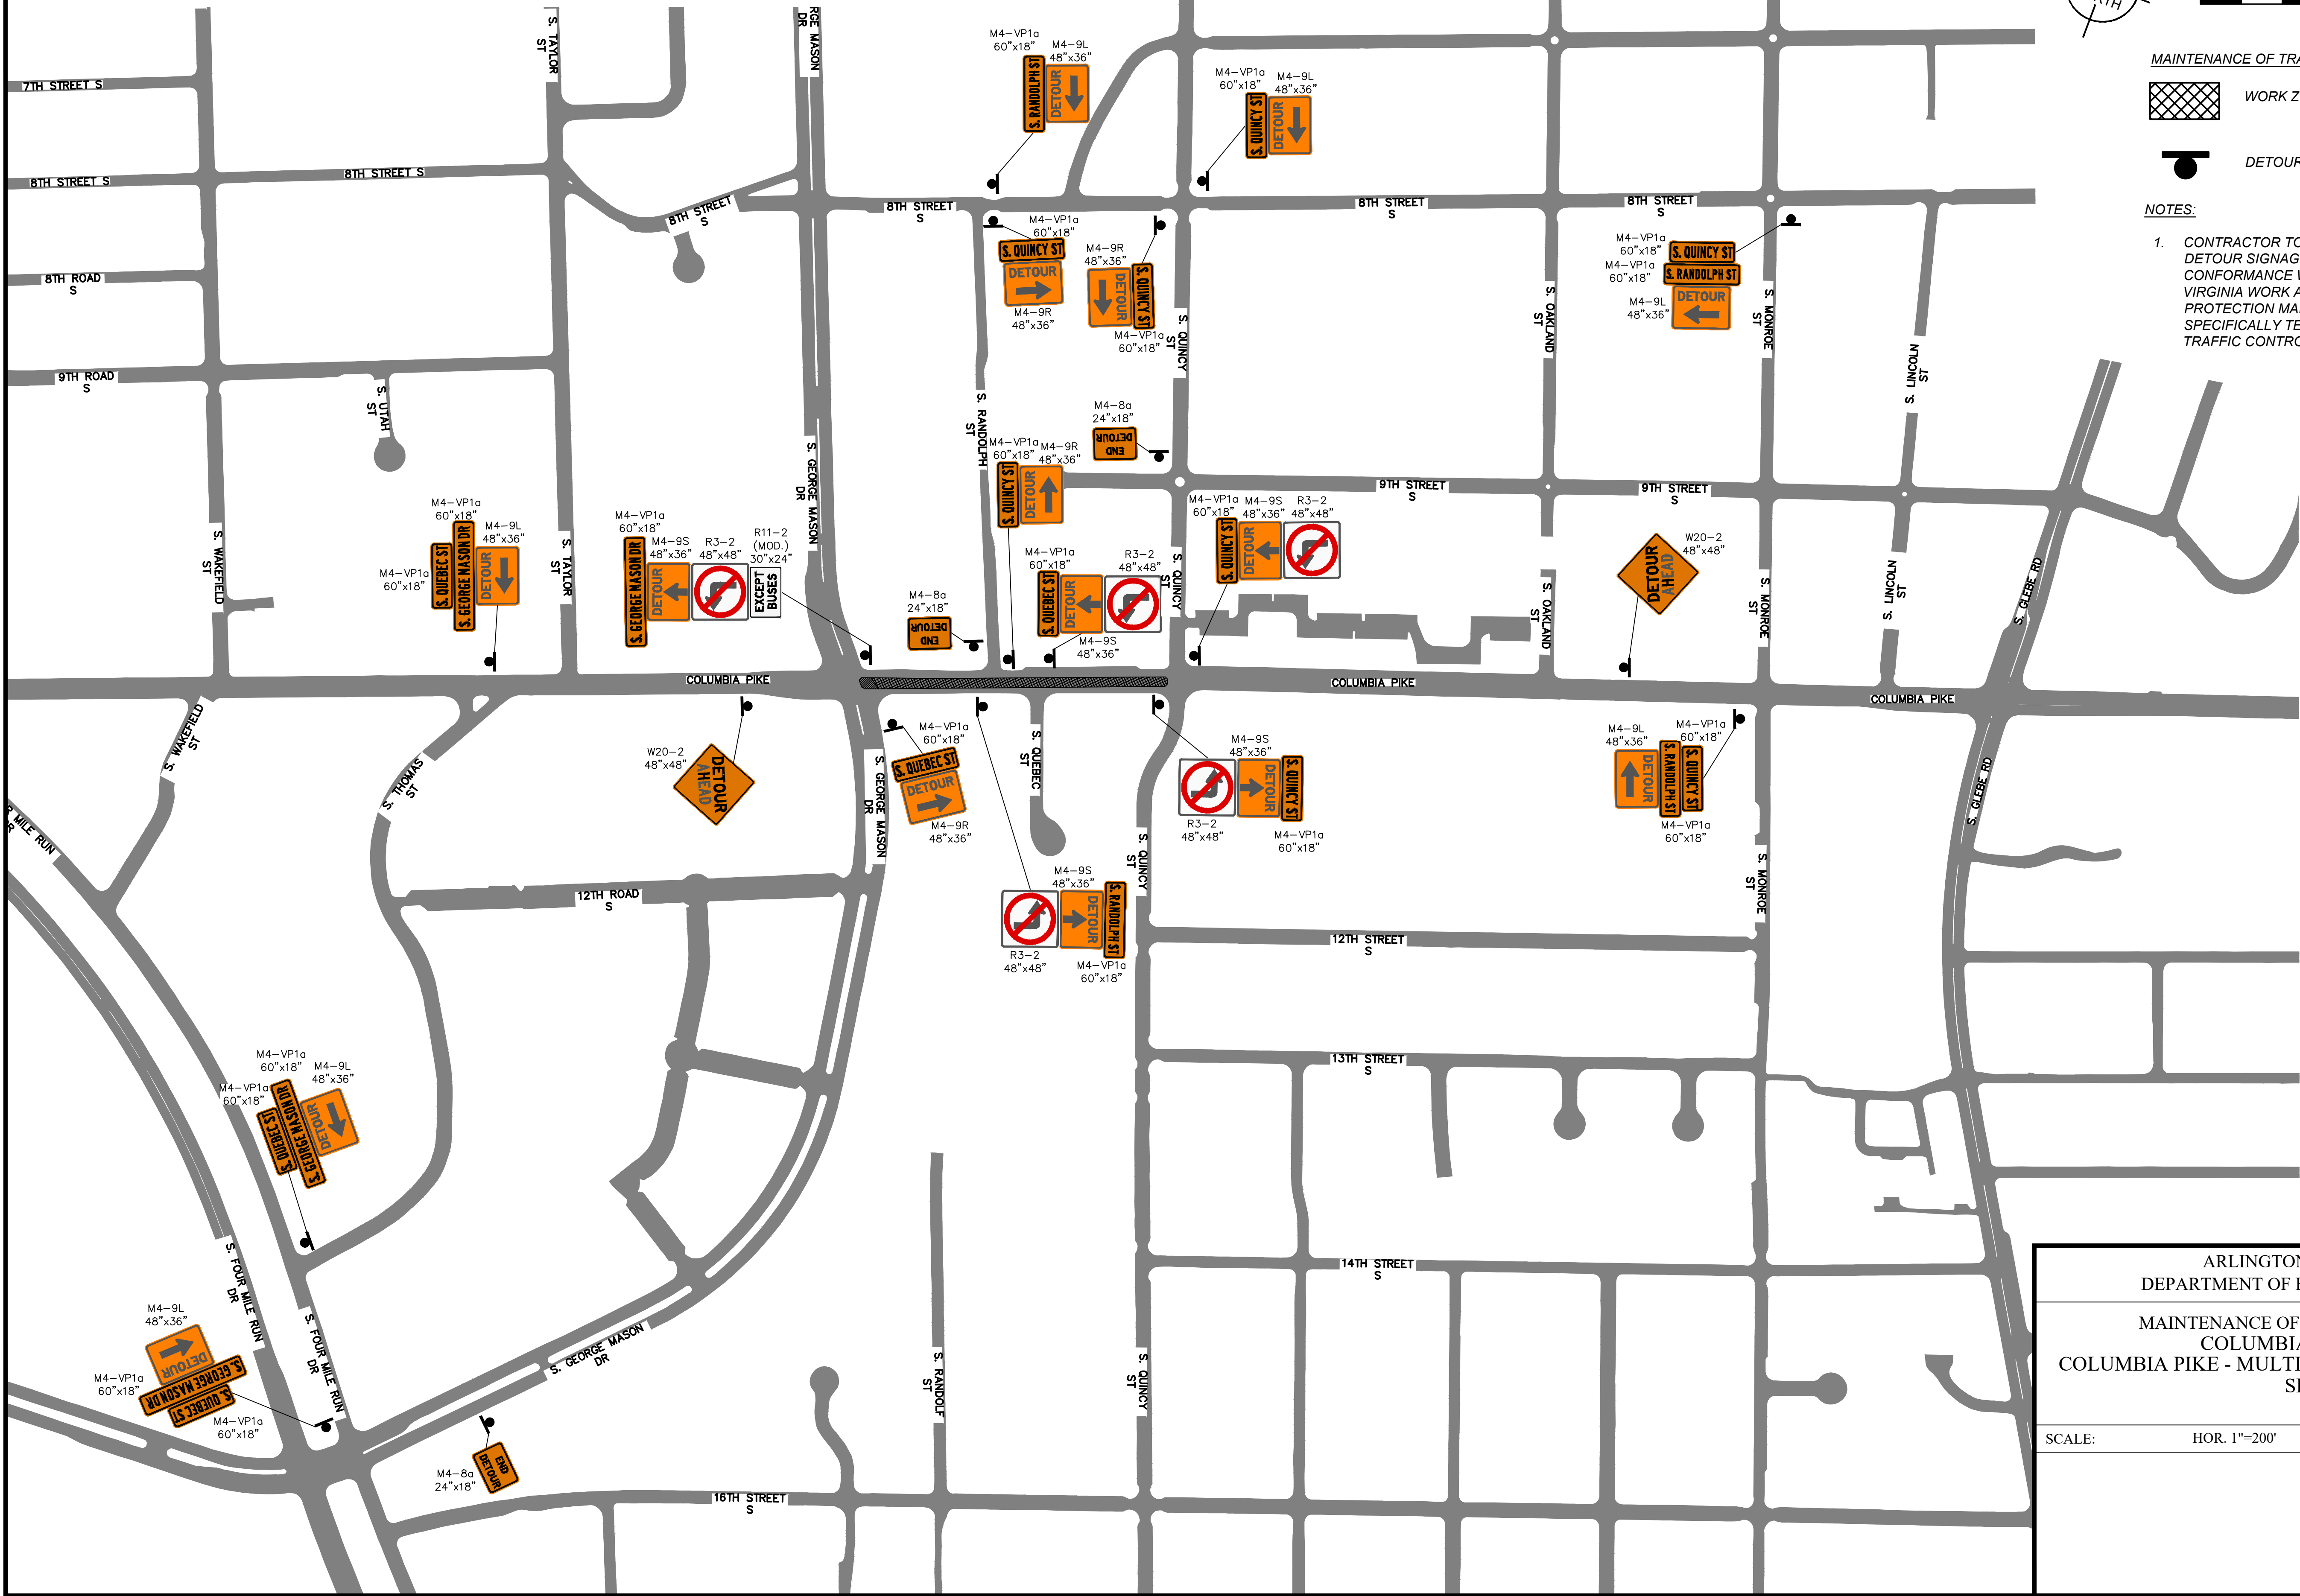 RGE MASON
DR
S. TAYLOR
ST
7TH STREET S
8TH STREET S
8TH STREET S
8TH STREET
S
8TH ROAD
S
9TH ROAD
S
S. UTAH
ST
S. WAKEFIELD
ST
S. TAYLOR
ST
S. GEORGE MASON
DR
M4-VP1a
60"x18"
M4-9L
48"x36"
S. RANDOLPH ST
DETOUR
M4-VP1a
60"x18"
M4-9L
48"x36"
S. QUINCY ST
DETOUR
8TH STREET
S
8TH STREET
S
8TH STREET
S
M4-VP1a
60"x18"
S. QUINCY ST
DETOUR
M4-9R
48"x36"
M4-9R
48"x36"
DETOUR
S. QUINCY ST
M4-VP1a
60"x18"
S. QUINCY
ST
S. RANDOLPH
ST
S. OAKLAND
ST
S. MONROE
ST
S. LINCOLN
ST
M4-VP1a
60"x18"
M4-VP1a
60"x18"
S. QUINCY ST
S. RANDOLPH ST
DETOUR
M4-9L
48"x36"
M4-8a
24"x18"
END
DETOUR
M4-VP1a
60"x18"
M4-9R
48"x36"
S. QUINCY ST
DETOUR
9TH STREET
S
9TH STREET
S
M4-VP1a
60"x18"
M4-9L
48"x36"
M4-VP1a
60"x18"
S. QUEBEC ST
S. GEORGE MASON DR
DETOUR
M4-VP1a
60"x18"
M4-9S
48"x36"
R3-2
48"x48"
R11-2
(MOD.)
30"x24"
S. GEORGE MASON DR
DETOUR
EXCEPT
BUSES
M4-8a
24"x18"
END
DETOUR
M4-VP1a
60"x18"
R3-2
48"x48"
S. QUEBEC ST
DETOUR
M4-9S
48"x36"
S. QUINCY
ST
M4-VP1a
60"x18"
M4-9S
48"x36"
R3-2
48"x48"
S. QUINCY ST
DETOUR
S. OAKLAND
ST
W20-2
48"x48"
DETOUR
AHEAD
S. MONROE
ST
S. LINCOLN
ST
S. GLEBE RD
COLUMBIA PIKE
COLUMBIA PIKE
COLUMBIA PIKE
S. WAKEFIELD
ST
S. THOMAS
ST
W20-2
48"x48"
DETOUR
AHEAD
S. GEORGE MASON
DR
M4-VP1a
60"x18"
S. QUEBEC ST
DETOUR
M4-9R
48"x36"
S. QUEBEC
ST
M4-9S
48"x36"
DETOUR
S. QUINCY ST
R3-2
48"x48"
M4-VP1a
60"x18"
M4-9L
48"x36"
M4-VP1a
60"x18"
DETOUR
S. RANDOLPH ST
S. QUINCY ST
M4-VP1a
60"x18"
S. GLEBE RD
R MILE RUN
DR
12TH ROAD
S
M4-9S
48"x36"
DETOUR
S. RANDOLPH ST
R3-2
48"x48"
M4-VP1a
60"x18"
S. QUINCY
ST
S. MONROE
ST
12TH STREET
S
13TH STREET
S
M4-VP1a
60"x18"
M4-9L
48"x36"
M4-VP1a
60"x18"
S. QUEBEC ST
S. GEORGE MASON DR
DETOUR
S. FOUR MILE RUN
DR
S. FOUR MILE RUN
DR
14TH STREET
S
M4-9L
48"x36"
DETOUR
S. GEORGE MASON DR
S. QUEBEC ST
M4-VP1a
60"x18"
M4-VP1a
60"x18"
S. GEORGE MASON
DR
S. RANDOLF
ST
S. QUINCY
ST
END
DETOUR
M4-8a
24"x18"
16TH STREET
S
MAINTENANCE OF TRA
WORK Z
DETOUR
NOTES:
1. CONTRACTOR TO
DETOUR SIGNAG
CONFORMANCE
VIRGINIA WORK A
PROTECTION MA
SPECIFICALLY TE
TRAFFIC CONTRO
ARLINGTON
DEPARTMENT OF
MAINTENANCE OF
COLUMBIA
COLUMBIA PIKE - MULTI
SCALE: HOR. 1"=200'